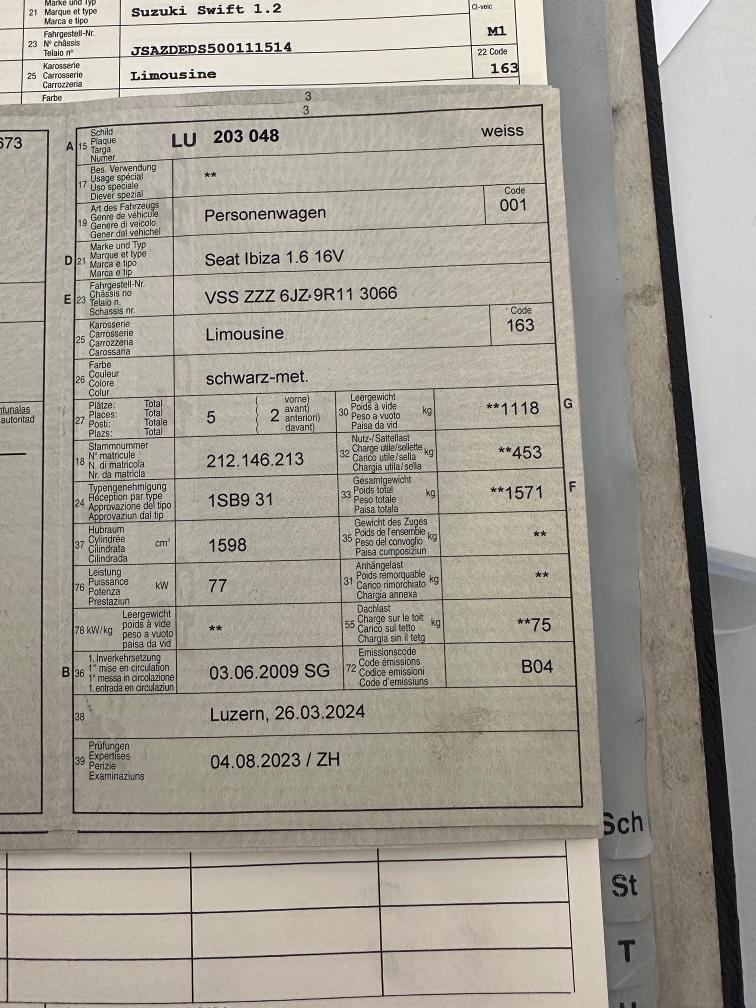 Marke und Typ
21 Marque et type Suzuki Swift 1.2
Marca e tipo
Fahrgestell-Nr. M1
23 N° châssis JSAZDEDS500111514
Telaio n° 22 Code
Karosserie 163
25 Carrosserie Limousine
Carrozzeria
Farbe
3
3
673
Schild
A 15 Plaque LU 203 048 weiss
Targa
Numer
Bes. Verwendung
17 Usage spécial **
Uso speciale
Diever spezial
Art des Fahrzeugs Code
19 Genre de véhicule Personenwagen 001
Genere di veicolo
Gener dal vehichel
Marke und Typ
D 21 Marque et type Seat Ibiza 1.6 16V
Marca e tipo
Marca e tip
Fahrgestell-Nr.
E 23 Châssis no VSS ZZZ 6JZ 9R11 3066
Telaio n.
Schassis nr.
Karosserie Code
25 Carrosserie Limousine 163
Carrozzeria
Carossaria
Farbe
26 Couleur schwarz-met.
Colore
Colur
Plätze: Total vorne) Leergewicht
27 Places: Total 5 ( 2 avant) 30 Poids à vide kg **1118 G
Posti: Totale anteriori) Peso a vuoto
Plazs: Total davant) Paisa da vid
autoritad
Stammnummer Nutz-/Sattellast
18 N° matricule 212.146.213 32 Charge utile/sellette kg **453
N. di matricola Carico utile/sella
Nr. da matricla Chargia utila/sella
Typengenehmigung Gesamtgewicht
24 Réception par type 1SB9 31 33 Poids total kg **1571 F
Approvazione del tipo Peso totale
Approvaziun dal tip Paisa totala
Hubraum Gewicht des Zuges
37 Cylindrée cm³ 1598 35 Poids de l'ensemble kg **
Cilindrata Peso del convoglio
Cilindrada Paisa cumposiziun
Leistung Anhängelast
76 Puissance kW 77 31 Poids remorquable kg **
Potenza Carico rimorchiato
Prestaziun Chargia annexa
Leergewicht Dachlast
78 kW/kg poids à vide ** 55 Charge sur le toit kg **75
peso a vuoto Carico sul tetto
paisa da vid Chargia sin il tetg
1. Inverkehrsetzung Emissionscode
B 36 1re mise en circulation 03.06.2009 SG 72 Code émissions B04
1a messa in circolazione Codice emissioni
1. entrada en circulaziun Code d'emissiuns
38 Luzern, 26.03.2024
Prüfungen
39 Expertises 04.08.2023 / ZH
Perizie
Examinaziuns
Sch
St
T